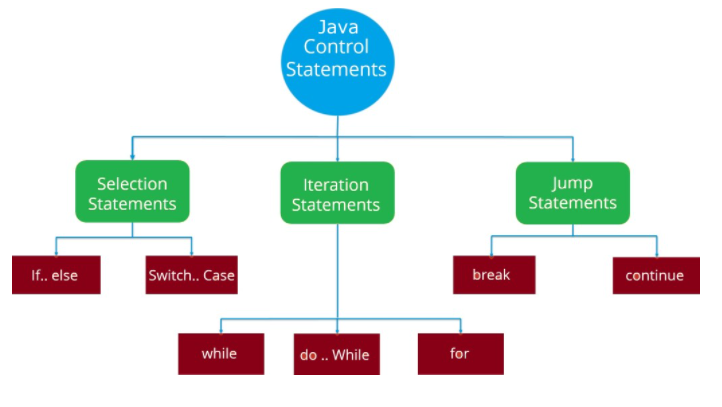 Java
Control
Statements
Selection
Statements
Iteration
Statements
Jump
Statements
If.. else
Switch.. Case
break
continue
while
do .. While
for